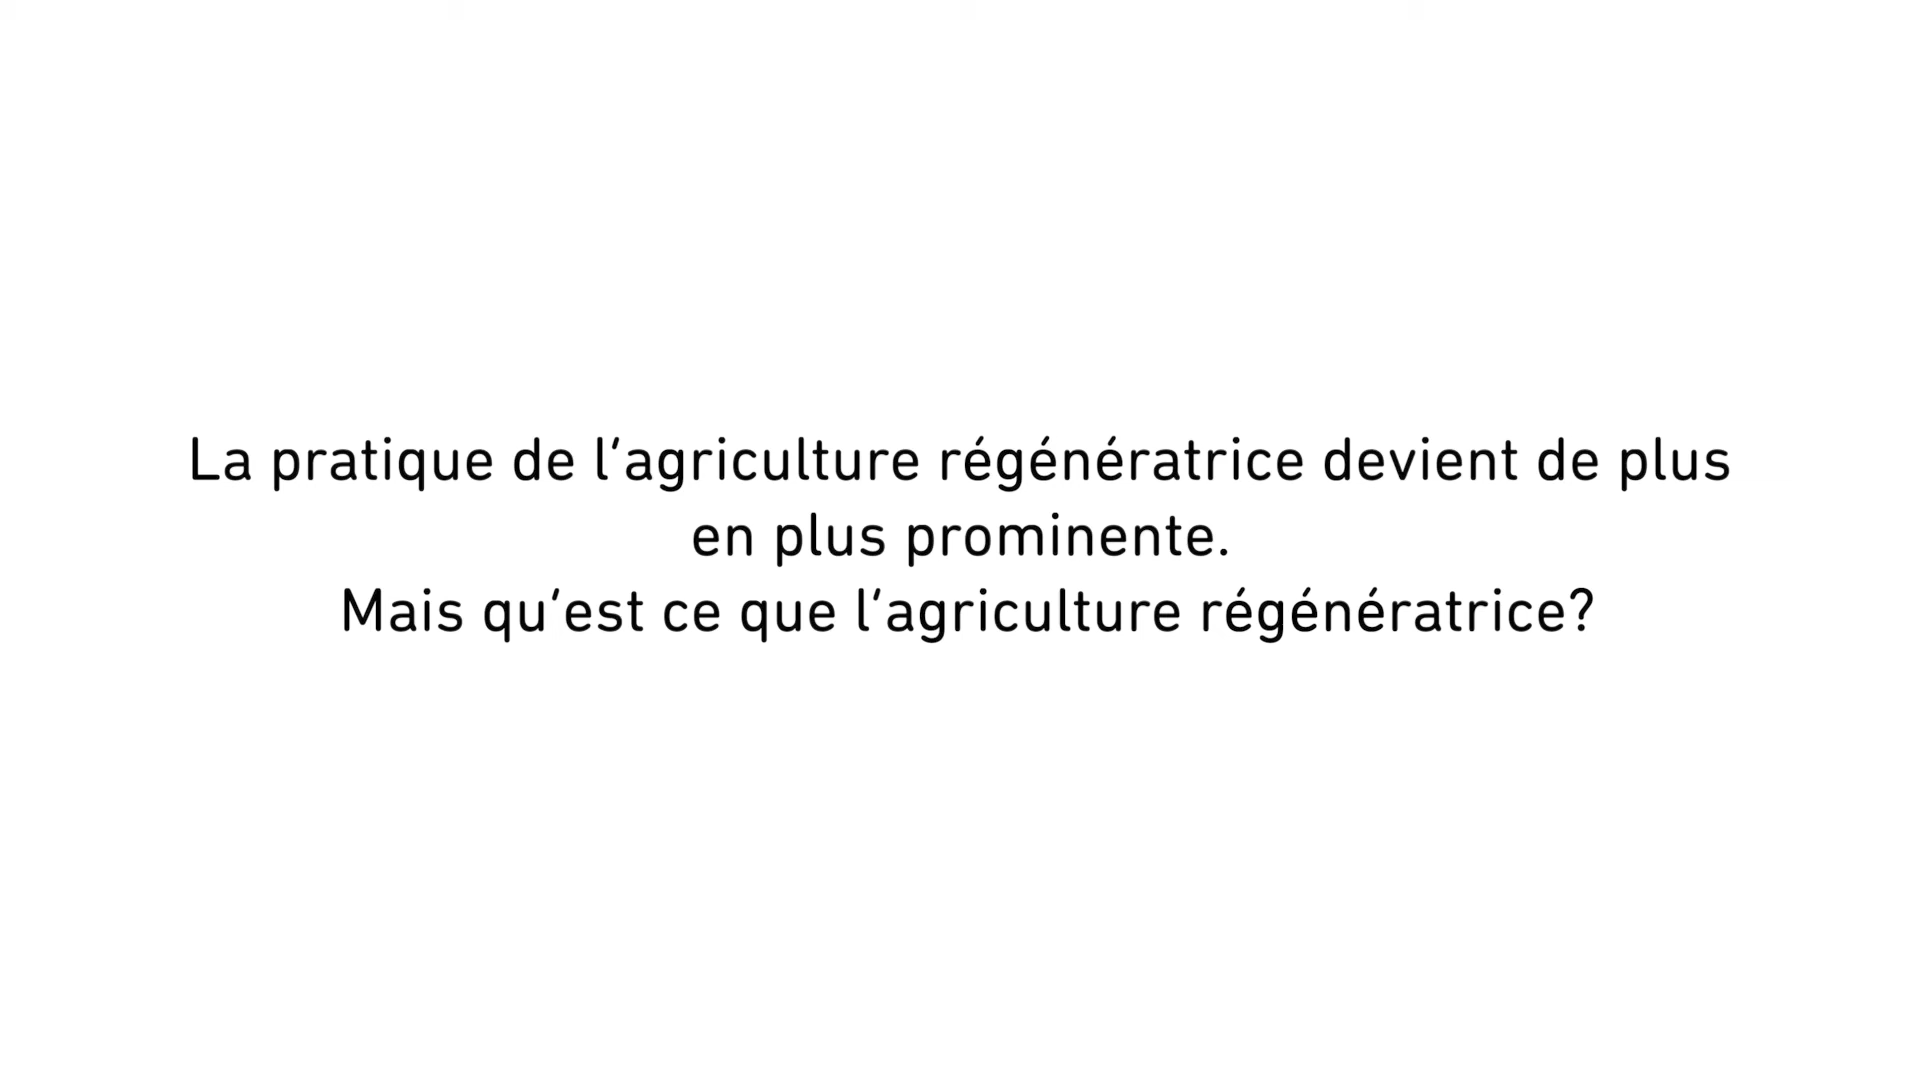 La pratique de l’agriculture régénératrice devient de plus
en plus prominente.
Mais qu’est ce que l’agriculture régénératrice?